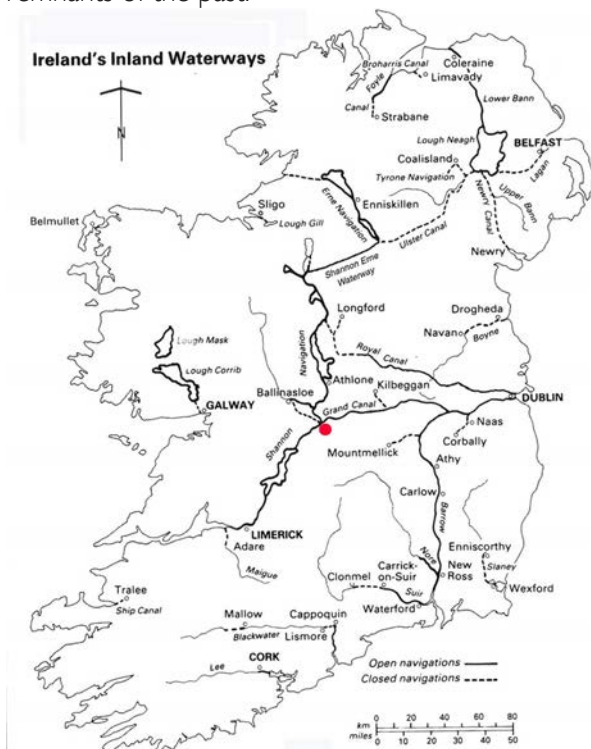 remnants of the past.
Ireland's Inland Waterways
N
Broharris Canal
Coleraine
Limavady
Foyle
Canal
Strabane
Lower Bann
Lough Neagh
BELFAST
Coalisland
Lagan
Tyrone Navigation
Enniskillen
Erne Navigation
Sligo
Lough Gill
Belmullet
Newry Canal
Upper Bann
Ulster Canal
Newry
Shannon Erne
Waterway
Longford
Drogheda
Navan
Boyne
Lough Mask
Lough Corrib
Navigation
Royal Canal
Athlone
Kilbeggan
Ballinasloe
GALWAY
Grand Canal
DUBLIN
Naas
Corbally
Shannon
Mountmellick
Athy
Carlow
Barrow
LIMERICK
Adare
Maigue
Enniscorthy
Slaney
Nore
New
Ross
Wexford
Carrick-
on-Suir
Clonmel
Suir
Waterford
Tralee
Ship Canal
Mallow
Cappoquin
Blackwater
Lismore
CORK
Lee
Open navigations
Closed navigations
km
0 20 40 60 80
miles
0 10 20 30 40 50